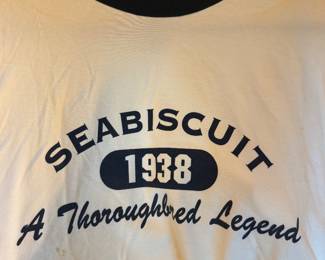 SEABISCUIT
1938
A Thoroughbred Legend